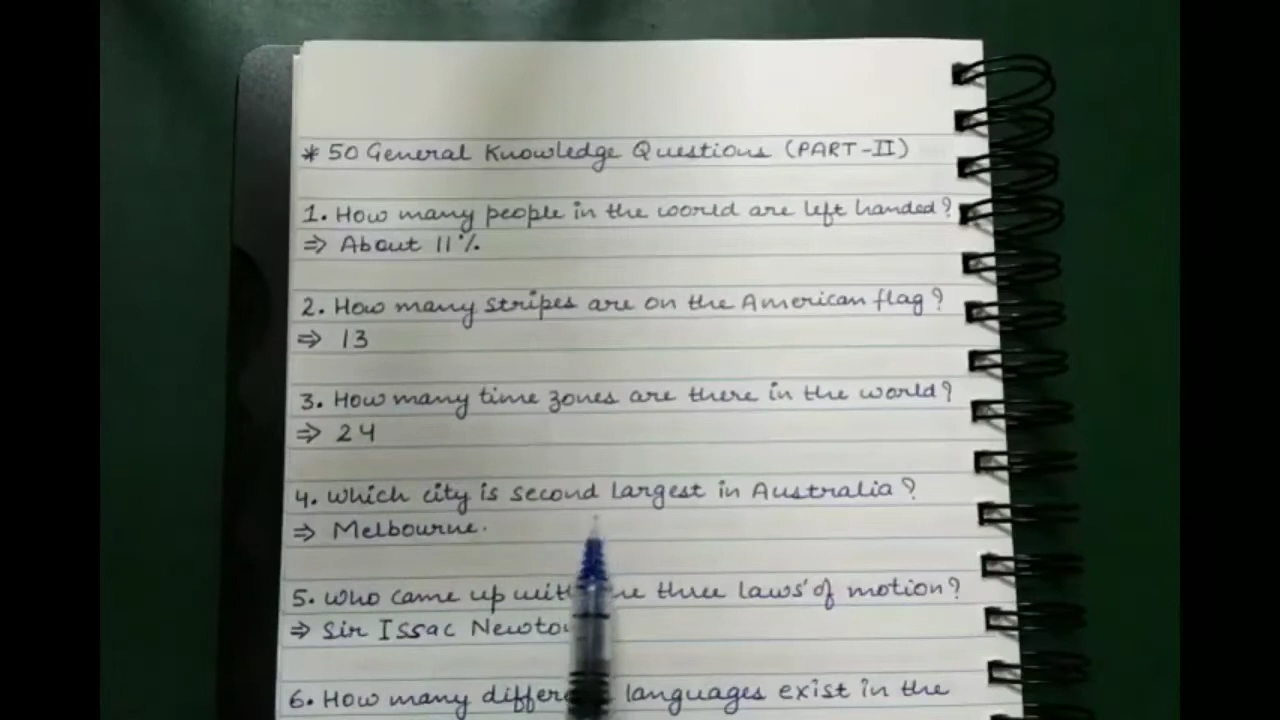 * 50 General Knowledge Questions (PART-II)
1. How many people in the world are left handed?
⇒ About 11%
2. How many stripes are on the American flag?
⇒ 13
3. How many time zones are there in the world?
⇒ 24
4. Which city is second largest in Australia?
⇒ Melbourne.
5. Who came up with three laws' of motion?
⇒ Sir Issac
6. How many languages exist in the